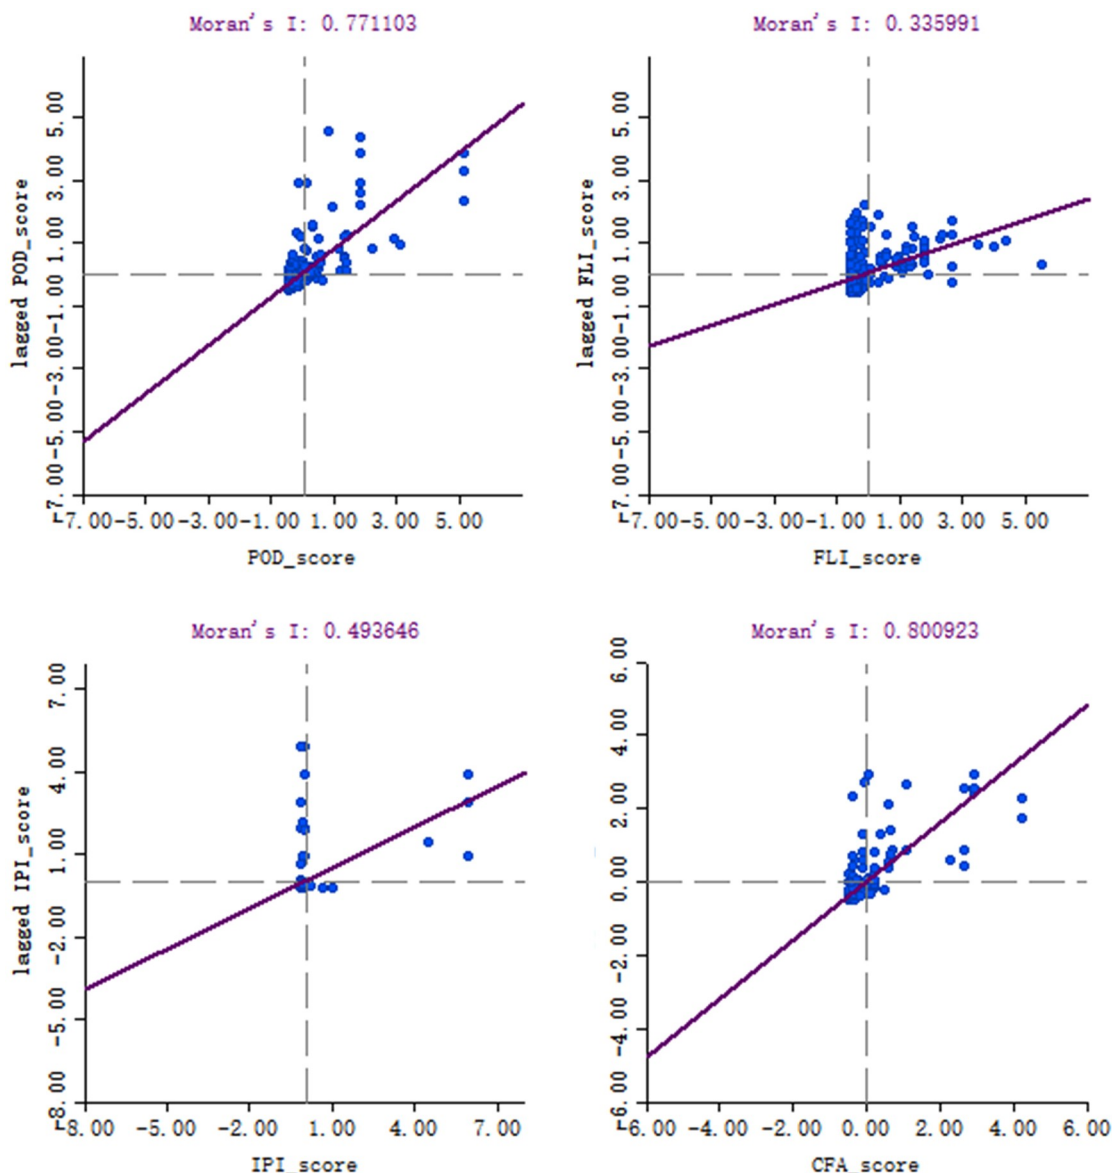 Moran's I: 0.771103
lagged POD_score
5.00
3.00
1.00
-1.00
-3.00
-5.00
-7.00
-7.00 -5.00 -3.00 -1.00 1.00 3.00 5.00
POD_score
Moran's I: 0.335991
lagged FLI_score
5.00
3.00
1.00
-1.00
-3.00
-5.00
-7.00
-7.00 -5.00 -3.00 -1.00 1.00 3.00 5.00
FLI_score
Moran's I: 0.493646
lagged IPI_score
7.00
4.00
1.00
-2.00
-5.00
-8.00
-8.00 -5.00 -2.00 1.00 4.00 7.00
IPI_score
Moran's I: 0.800923
6.00
4.00
2.00
0.00
-2.00
-4.00
-6.00
-6.00 -4.00 -2.00 0.00 2.00 4.00 6.00
CFA_score